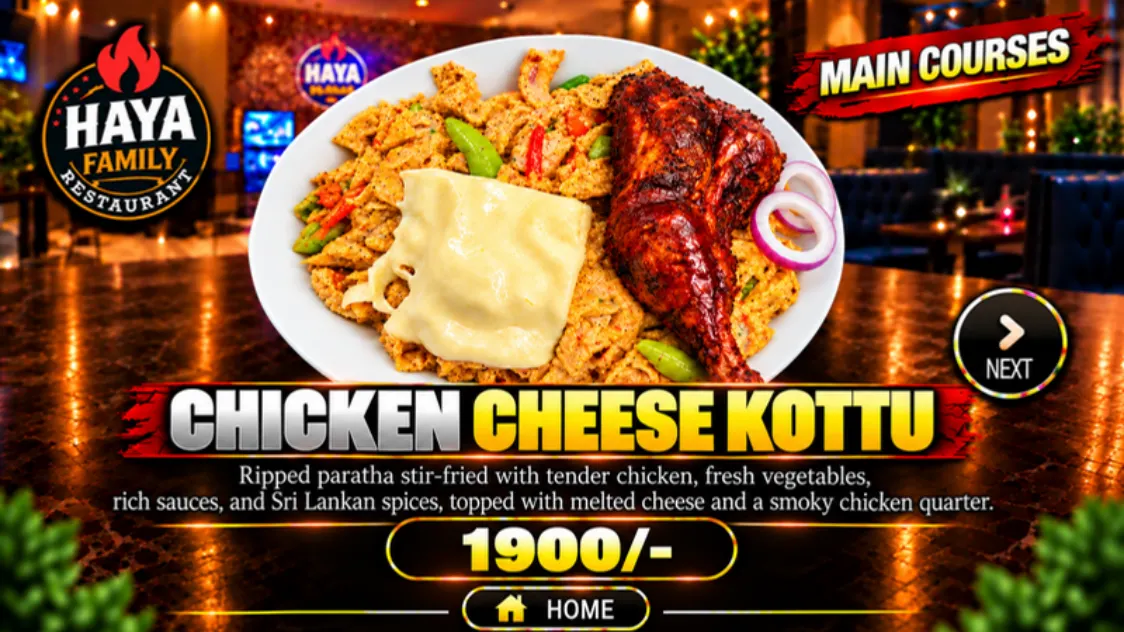 HAYA
FAMILY
RESTAURANT
HAYA
MAIN COURSES
NEXT
CHICKEN CHEESE KOTTU
Ripped paratha stir-fried with tender chicken, fresh vegetables,
rich sauces, and Sri Lankan spices, topped with melted cheese and a smoky chicken quarter.
1900/-
HOME